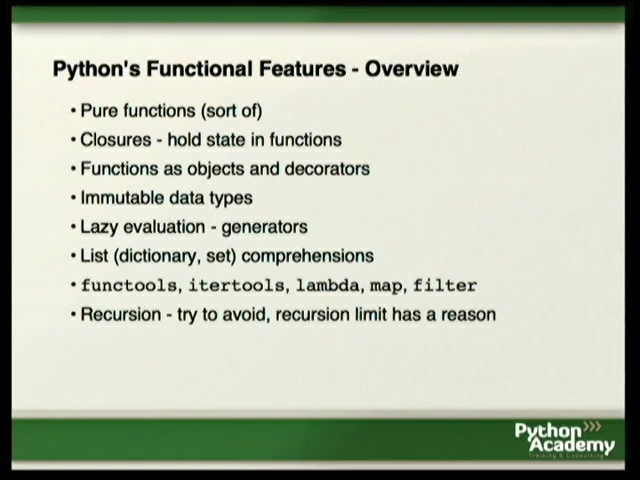 Python's Functional Features - Overview
• Pure functions (sort of)
• Closures - hold state in functions
• Functions as objects and decorators
• Immutable data types
• Lazy evaluation - generators
• List (dictionary, set) comprehensions
• functools, itertools, lambda, map, filter
• Recursion - try to avoid, recursion limit has a reason
Python
Academy
Training & Consulting